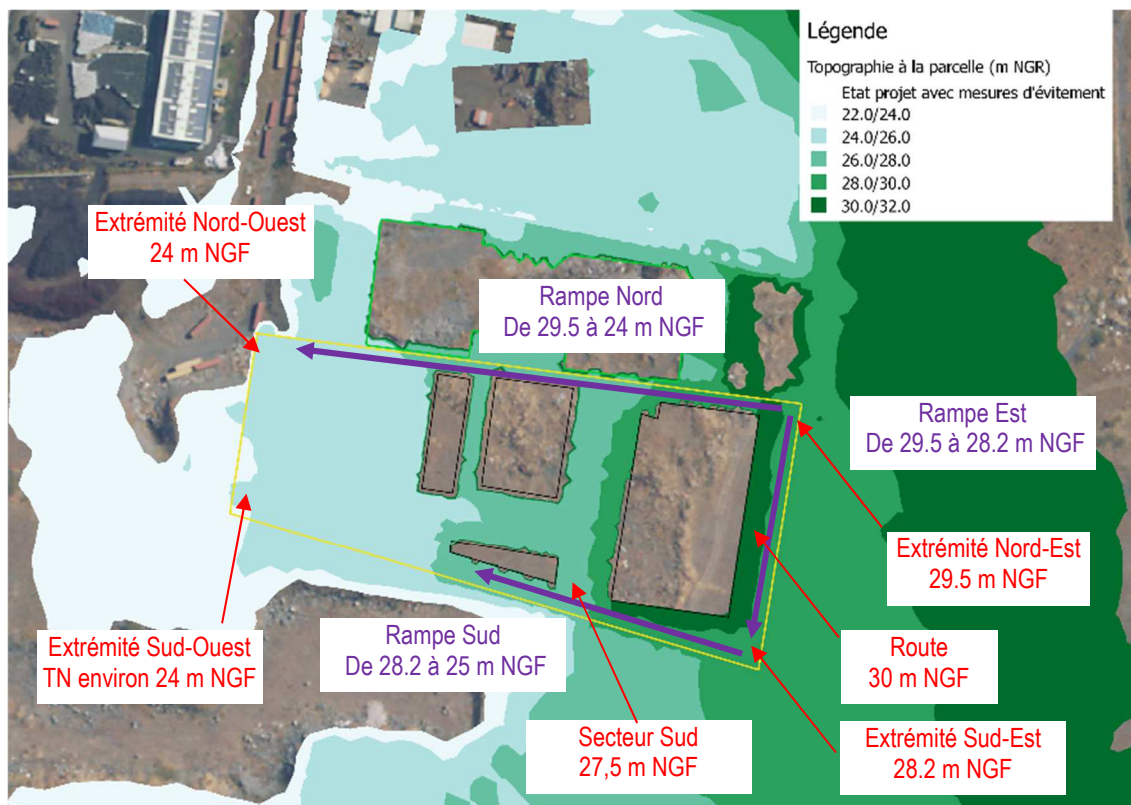 Légende
Topographie à la parcelle (m NGR)
Etat projet avec mesures d'évitement
22.0/24.0
24.0/26.0
26.0/28.0
28.0/30.0
30.0/32.0
Extrémité Nord-Ouest
24 m NGF
Rampe Nord
De 29.5 à 24 m NGF
Rampe Est
De 29.5 à 28.2 m NGF
Extrémité Nord-Est
29.5 m NGF
Extrémité Sud-Ouest
TN environ 24 m NGF
Rampe Sud
De 28.2 à 25 m NGF
Route
30 m NGF
Secteur Sud
27,5 m NGF
Extrémité Sud-Est
28.2 m NGF